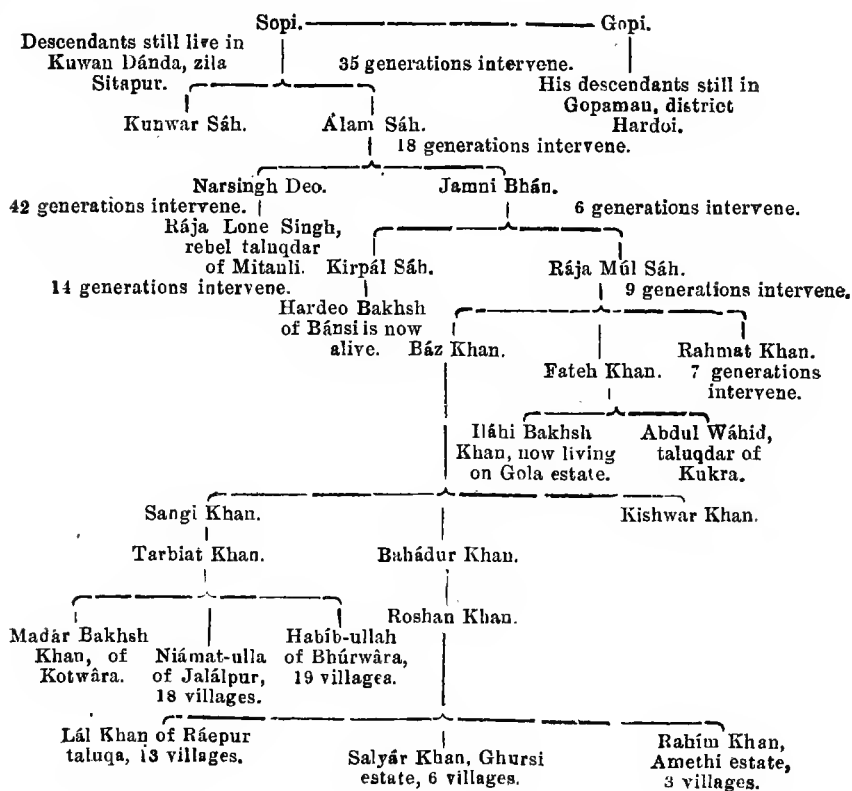 Sopi. Gopi.
Descendants still live in
Kuwan Dánda, zila
Sitapur.
35 generations intervene.
His descendants still in
Gopamau, district
Hardoi.
Kunwar Sáh. Álam Sáh.
18 generations intervene.
Narsingh Deo. Jamni Bhán.
42 generations intervene. 6 generations intervene.
Rája Lone Singh,
rebel taluqdar
of Mitauli.
Kirpál Sáh. Rája Múl Sáh.
14 generations intervene. 9 generations intervene.
Hardeo Bakhsh
of Bánsi is now
alive.
Báz Khan.
Fateh Khan.
Rahmat Khan.
7 generations
intervene.
Iláhi Bakhsh
Khan, now living
on Gola estate.
Abdul Wáhid,
taluqdar of
Kukra.
Sangi Khan. Kishwar Khan.
Tarbiat Khan. Bahádur Khan.
Roshan Khan.
Madár Bakhsh
Khan, of
Kotwâra.
Niámat-ulla
of Jalálpur,
18 villages.
Habíb-ullah
of Bhúrwâra,
19 villages.
Lál Khan of Ráepur
taluqa, 13 villages.
Salyár Khan, Ghursi
estate, 6 villages.
Rahím Khan,
Amethi estate,
3 villages.